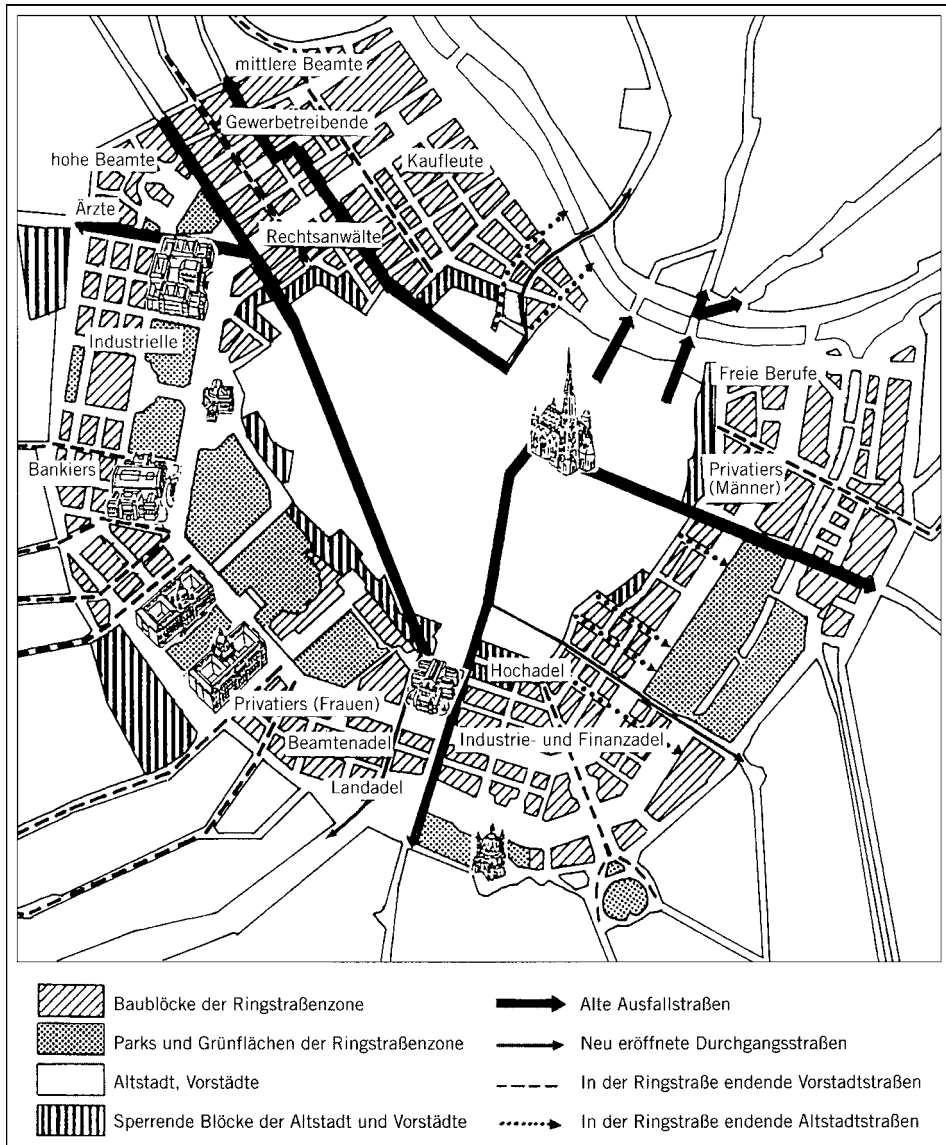 mittlere Beamte
Gewerbetreibende
hohe Beamte
Kaufleute
Ärzte
Rechtsanwälte
Industrielle
Freie Berufe
Bankiers
Privatiers
(Männer)
Hochadel
Privatiers (Frauen)
Beamtenadel
Industrie- und Finanzadel
Landadel
Baublöcke der Ringstraßenzone
Parks und Grünflächen der Ringstraßenzone
Altstadt, Vorstädte
Sperrende Blöcke der Altstadt und Vorstädte
Alte Ausfallstraßen
Neu eröffnete Durchgangsstraßen
In der Ringstraße endende Vorstadtstraßen
In der Ringstraße endende Altstadtstraßen